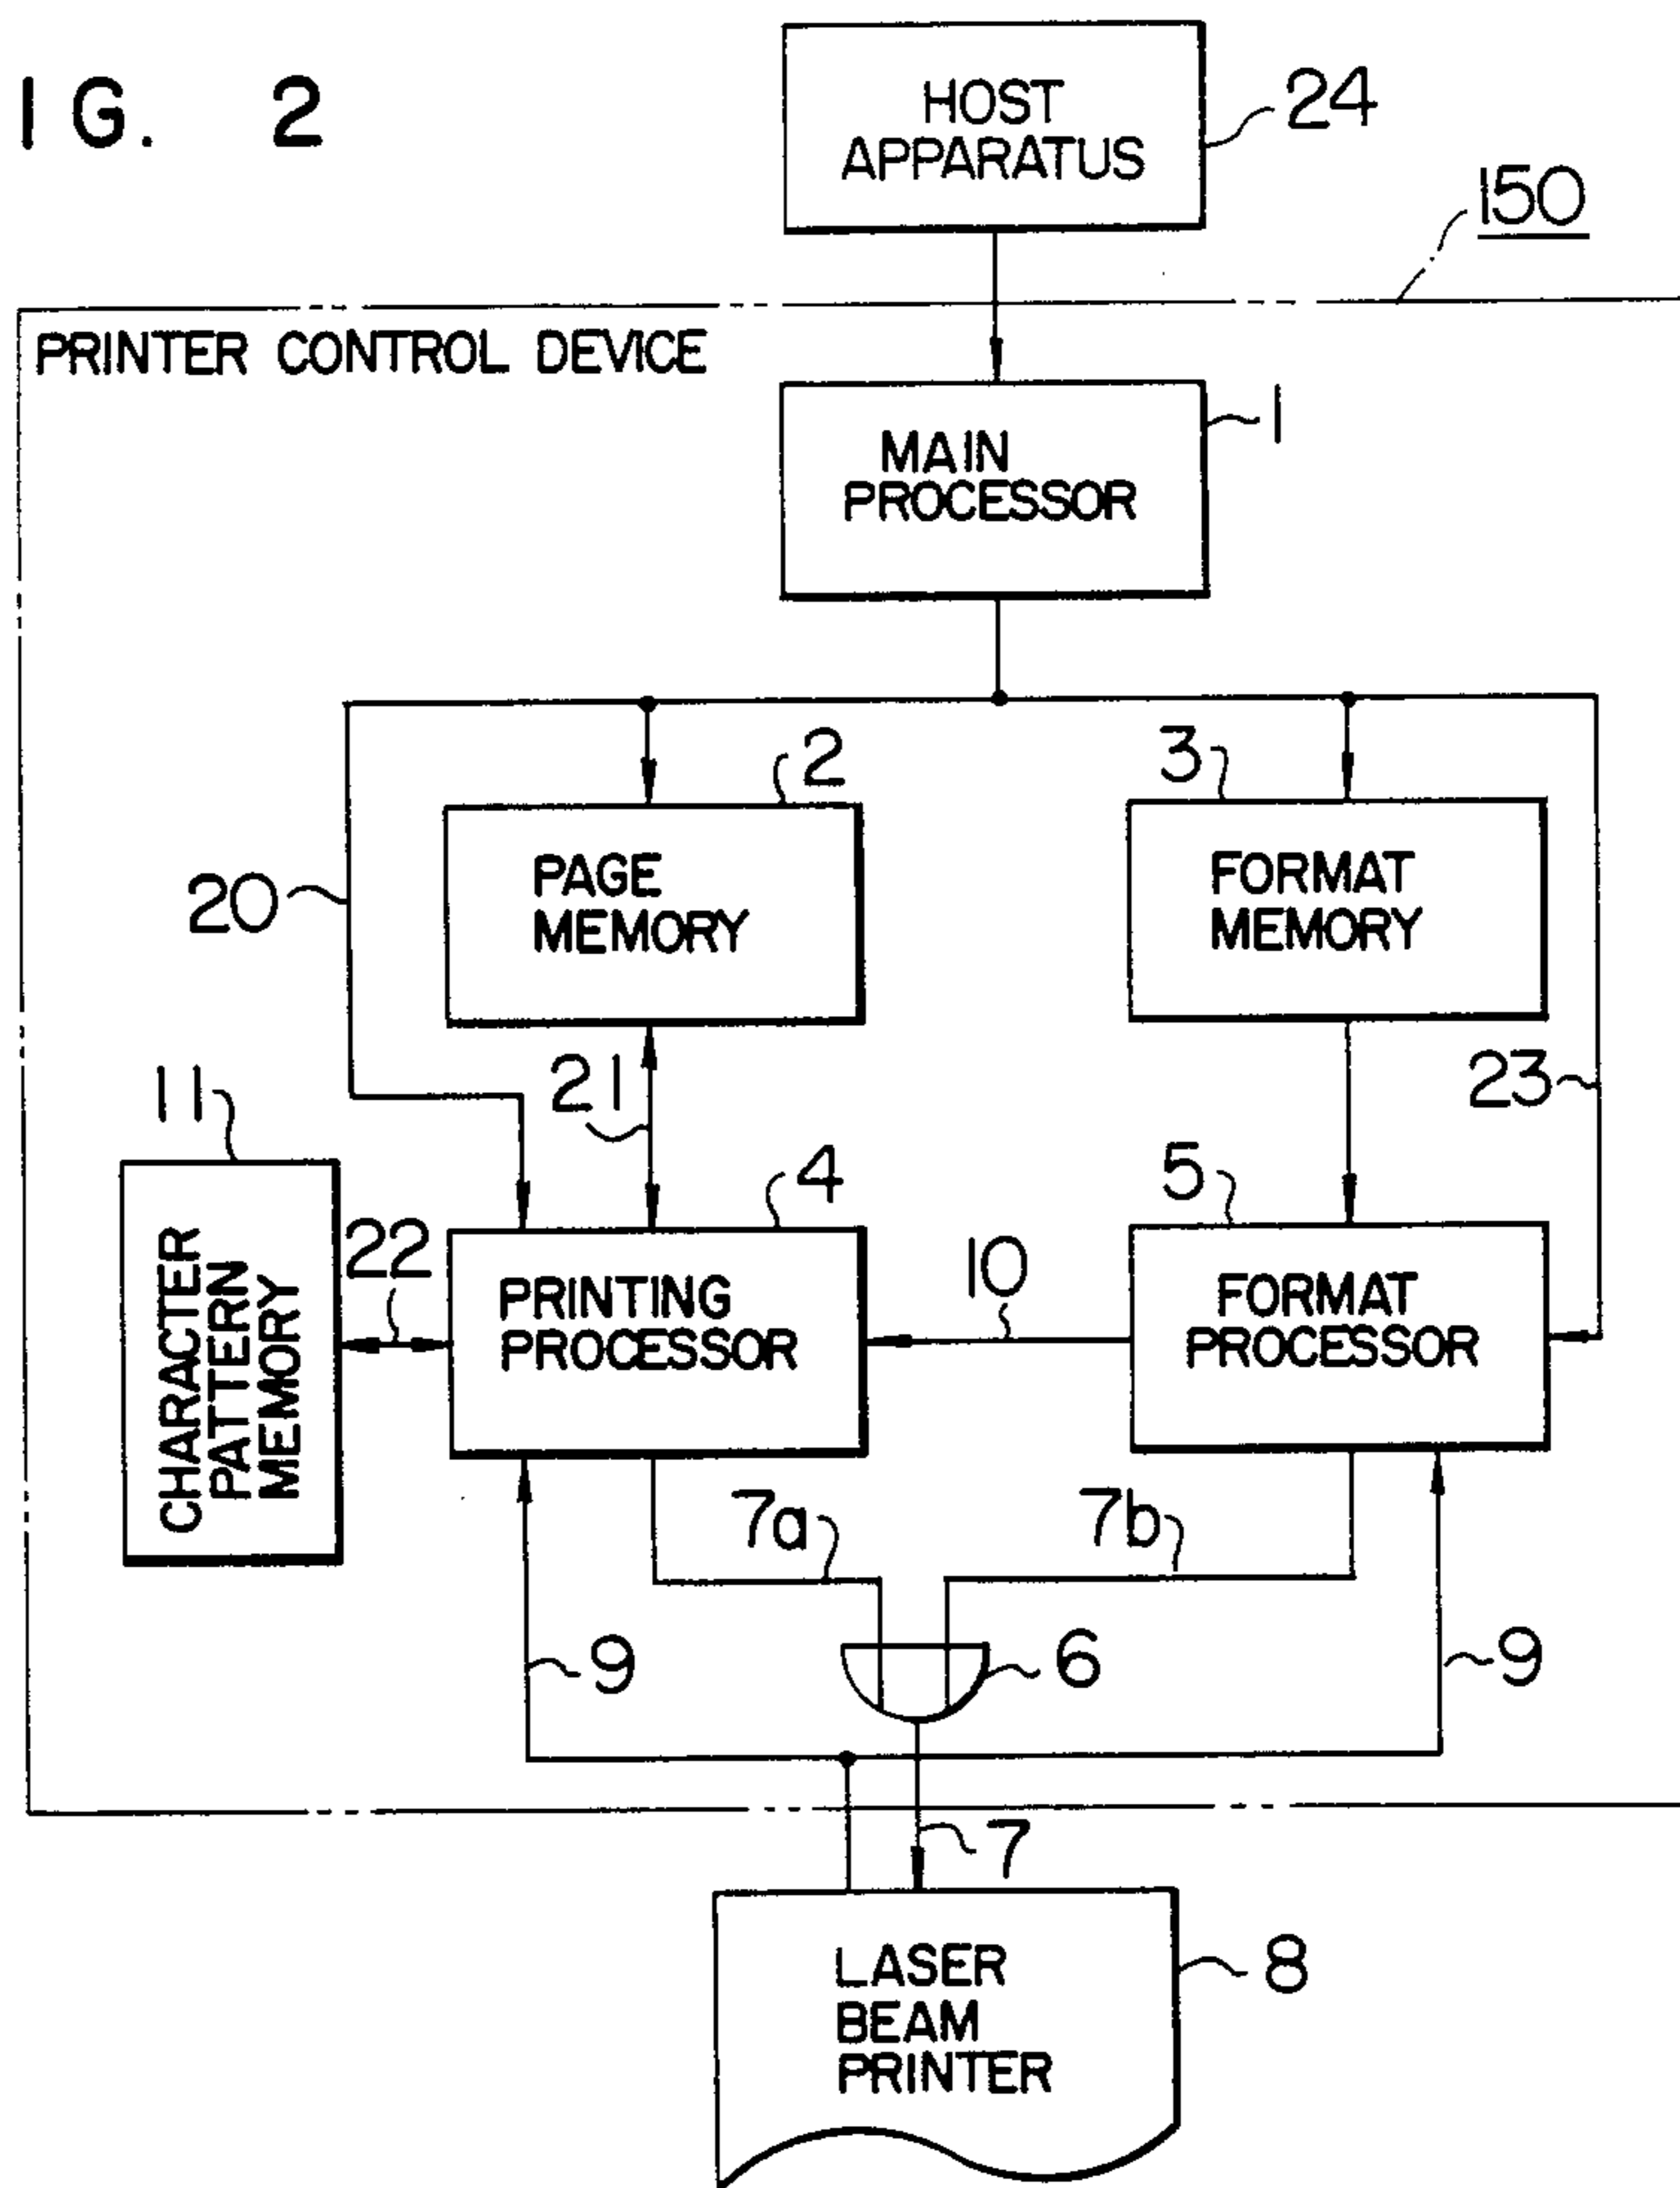 IG. 2
HOST
APPARATUS
24
150
PRINTER CONTROL DEVICE
MAIN
PROCESSOR
1
2
3
PAGE
MEMORY
FORMAT
MEMORY
20
21
23
11
4
5
CHARACTER
PATTERN
MEMORY
22
PRINTING
PROCESSOR
10
FORMAT
PROCESSOR
7a
7b
9
6
9
7
LASER
BEAM
PRINTER
8